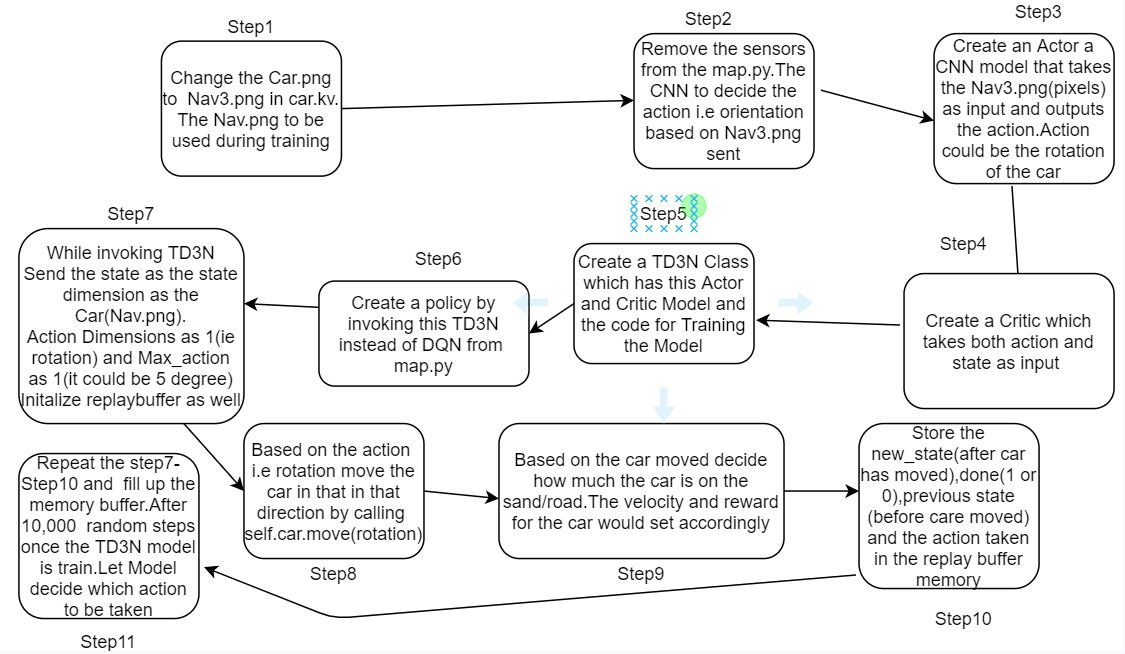 Step1
Change the Car.png
to  Nav3.png in car.kv.
The Nav.png to be
used during training
Step2
Remove the sensors
from the map.py.The
CNN to decide the
action i.e orientation
based on Nav3.png
sent
Step3
Create an Actor a
CNN model that takes
the Nav3.png(pixels)
as input and outputs
the action.Action
could be the rotation
of the car
Step4
Create a Critic which
takes both action and
state as input
Step5
Create a TD3N Class
which has this Actor
and Critic Model and
the code for Training
the Model
Step6
Create a policy by
invoking this TD3N
instead of DQN from
map.py
Step7
While invoking TD3N
Send the state as the state
dimension as the
Car(Nav.png).
Action Dimensions as 1(ie
rotation) and Max_action
as 1(it could be 5 degree)
Initalize replaybuffer as well
Based on the action
i.e rotation move the
car in that in that
direction by calling
self.car.move(rotation)
Step8
Based on the car moved decide
how much the car is on the
sand/road.The velocity and reward
for the car would set accordingly
Step9
Store the
new_state(after car
has moved),done(1 or
0),previous state
(before care moved)
and the action taken
in the replay buffer
memory
Step10
Repeat the step7-
Step10 and  fill up the
memory buffer.After
10,000  random steps
once the TD3N model
is train.Let Model
decide which action
to be taken
Step11